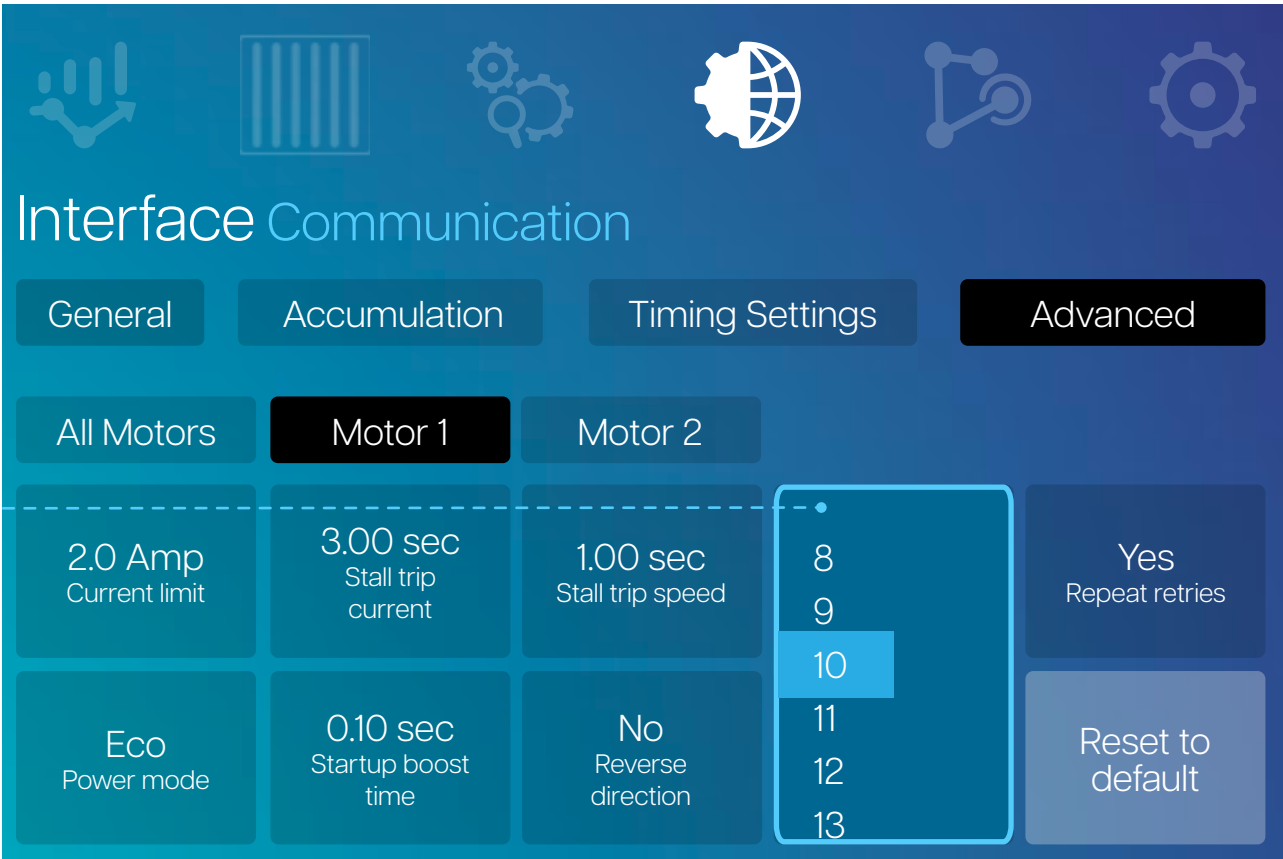 Interface Communication
General
Accumulation
Timing Settings
Advanced
All Motors
Motor 1
Motor 2
2.0 Amp
Current limit
3.00 sec
Stall trip
current
1.00 sec
Stall trip speed
8
9
10
11
12
13
Yes
Repeat retries
Eco
Power mode
0.10 sec
Startup boost
time
No
Reverse
direction
Reset to
default